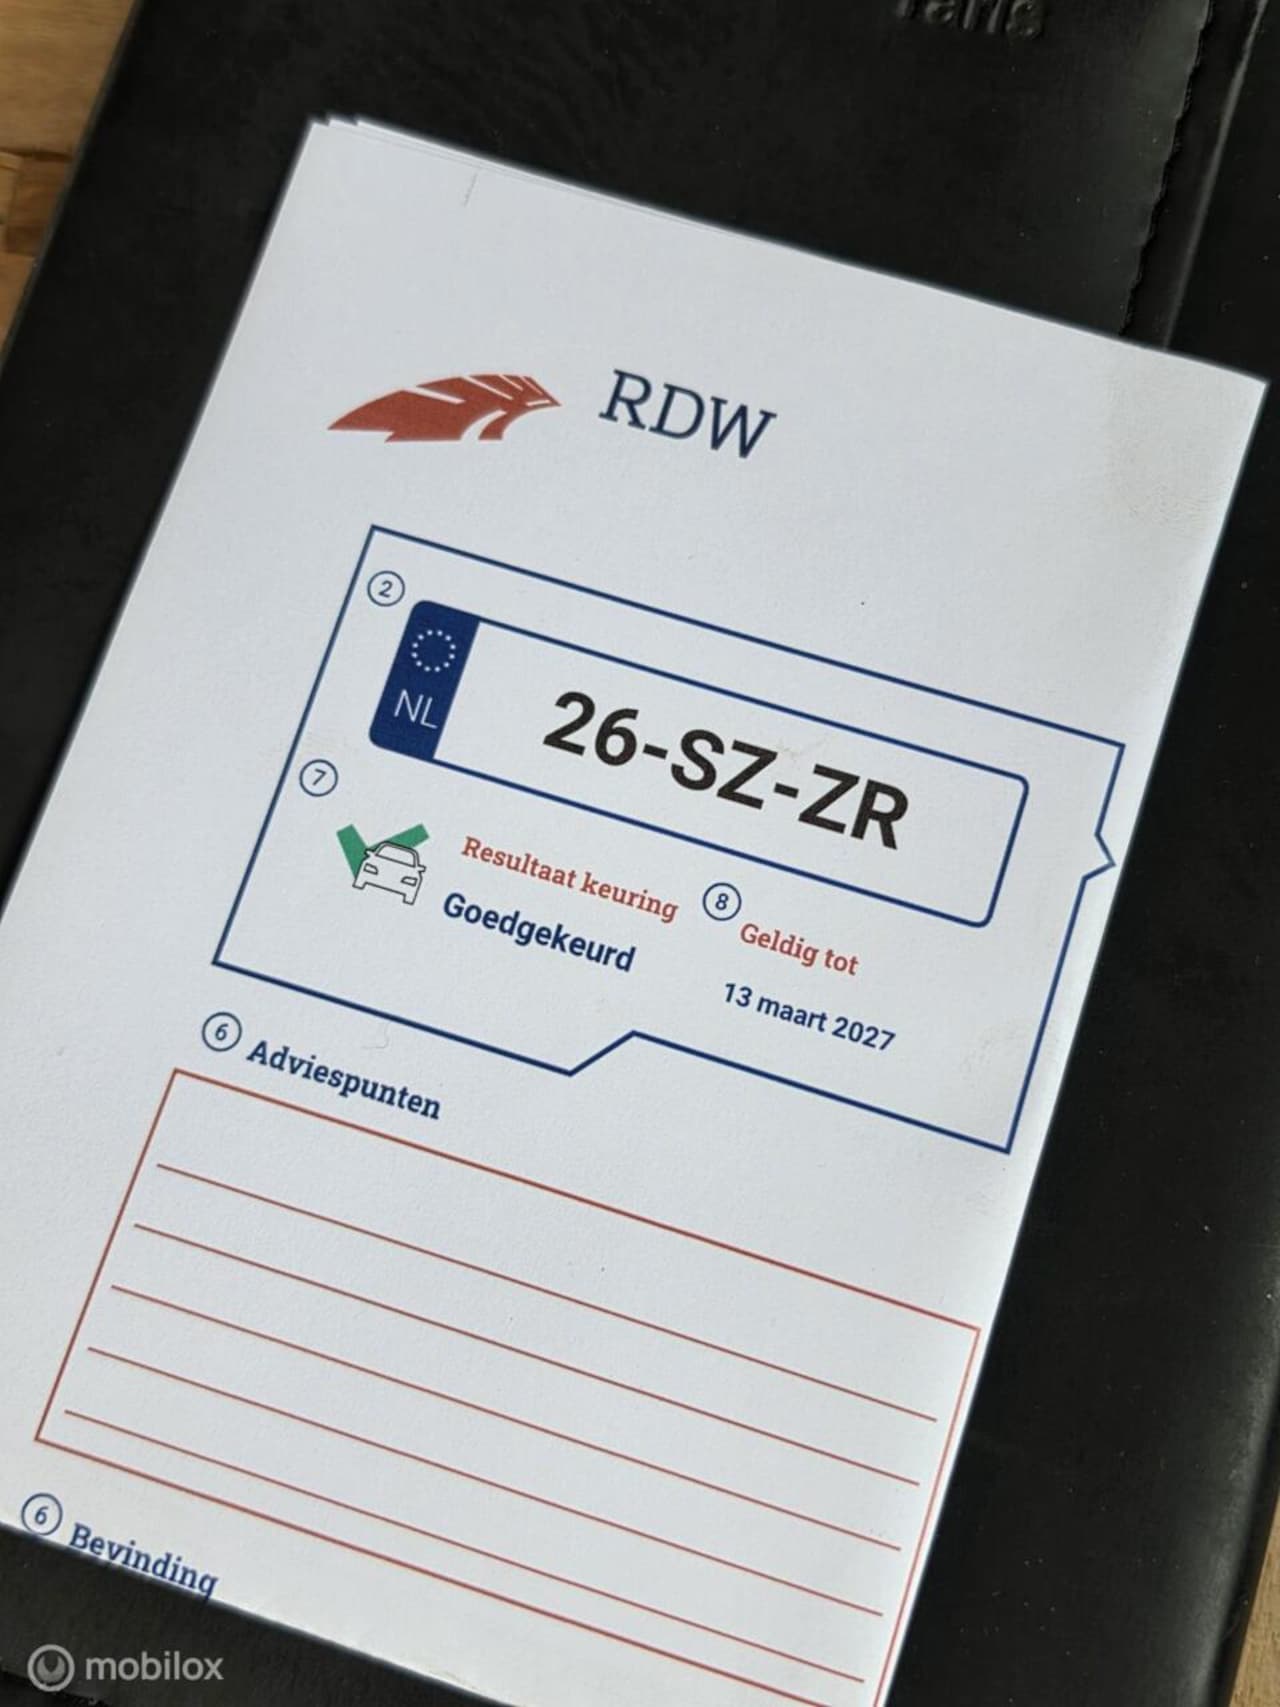 RDW
2
NL
26-SZ-ZR
7
Resultaat keuring
Goedgekeurd
8
Geldig tot
13 maart 2027
6 Adviespunten
6 Bevinding
mobilox